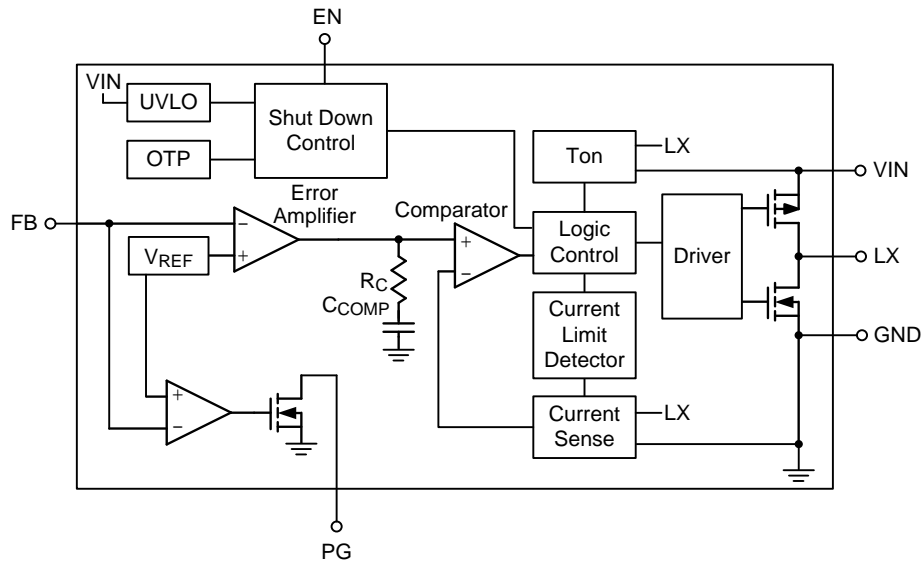 EN
VIN
UVLO
Shut Down
Control
OTP
Ton
LX
VIN
Error
Amplifier
Comparator
FB
−
+
VREF
+
−
Logic
Control
Driver
LX
RC
CCOMP
Current
Limit
Detector
GND
+
−
Current
Sense
LX
PG